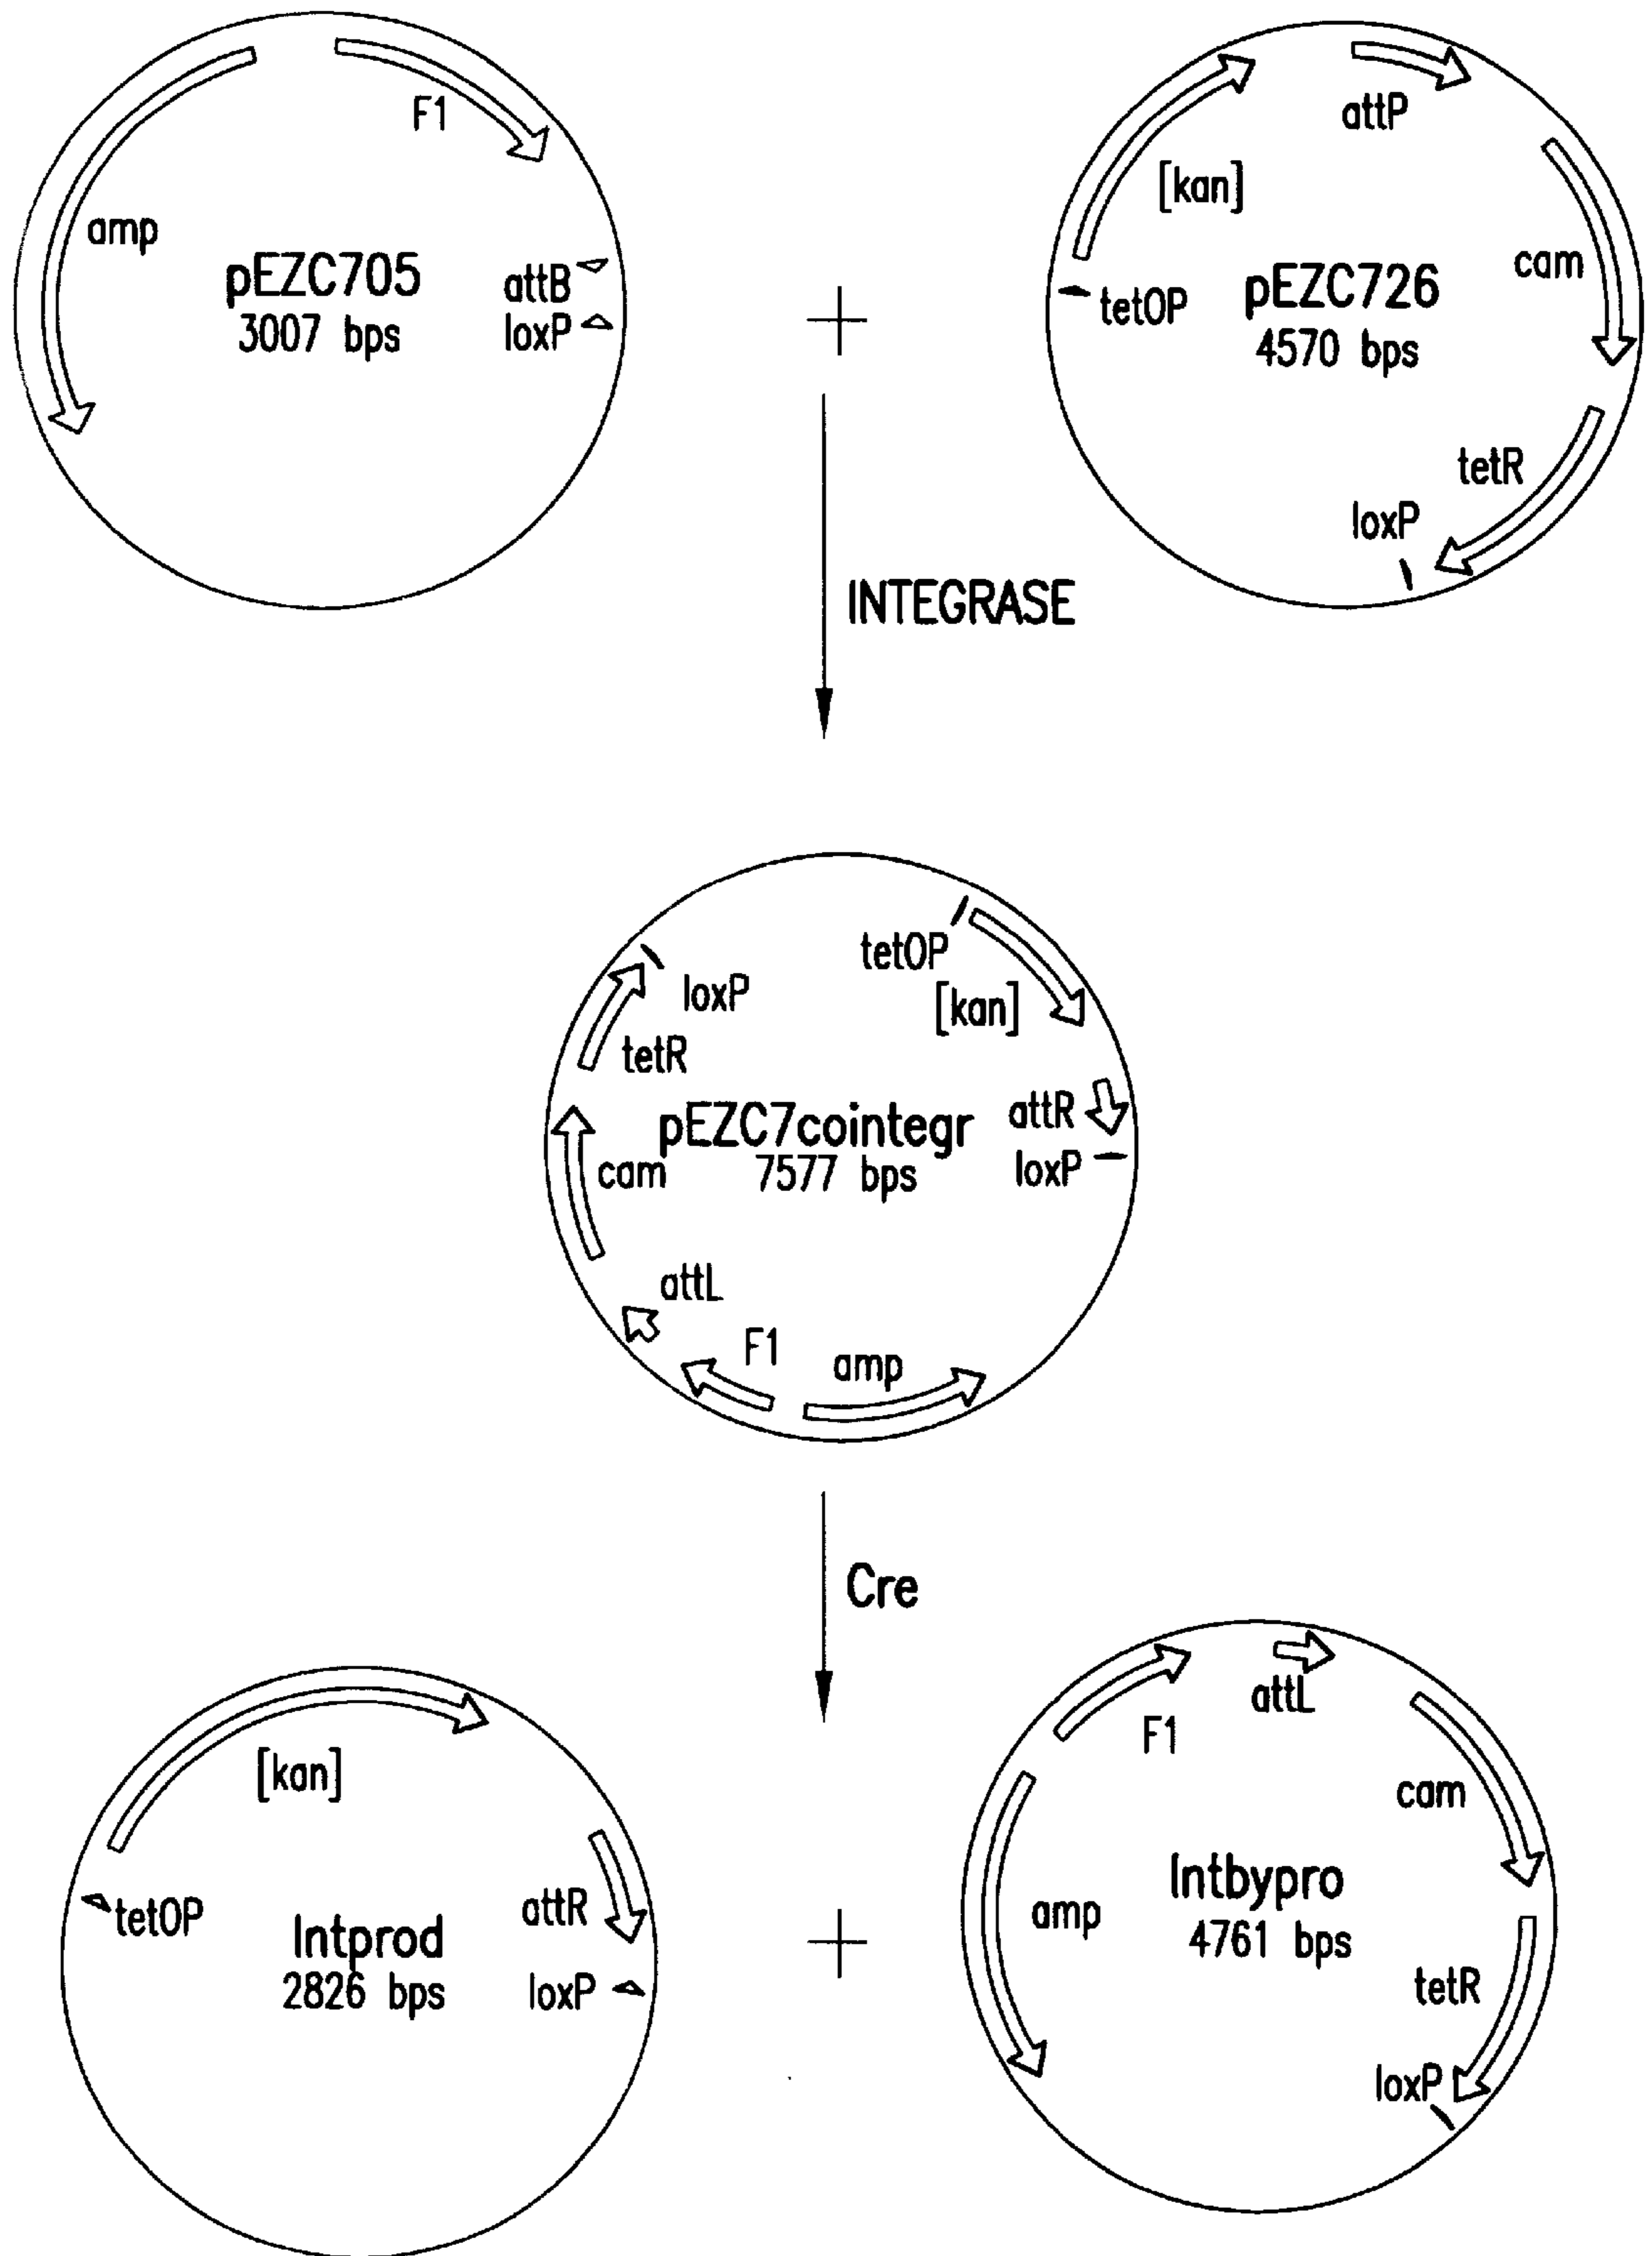 F1
amp
pEZC705
3007 bps
attB
loxP
+
attP
[kan]
cam
tetOP
pEZC726
4570 bps
tetR
loxP
INTEGRASE
tetOP
loxP
[kan]
tetR
attR
pEZC7cointegr
7577 bps
loxP
cam
attL
F1
amp
Cre
[kan]
tetOP
attR
Intprod
2826 bps
loxP
+
attL
F1
cam
Intbypro
4761 bps
amp
tetR
loxP